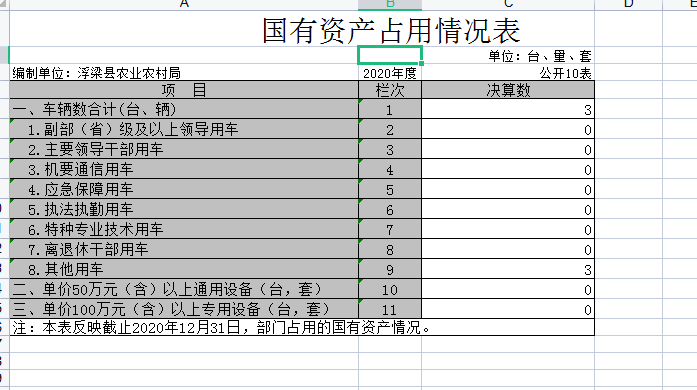 A B C D E
国有资产占用情况表
单位：台、量、套
编制单位：浮梁县农业农村局 2020年度 公开10表
项 目 栏次 决算数
一、车辆数合计(台、辆) 1 3
1.副部（省）级及以上领导用车 2 0
2.主要领导干部用车 3 0
3.机要通信用车 4 0
4.应急保障用车 5 0
5.执法执勤用车 6 0
6.特种专业技术用车 7 0
7.离退休干部用车 8 0
8.其他用车 9 3
二、单价50万元（含）以上通用设备（台，套） 10 0
三、单价100万元（含）以上专用设备（台，套） 11 0
注：本表反映截止2020年12月31日，部门占用的国有资产情况。